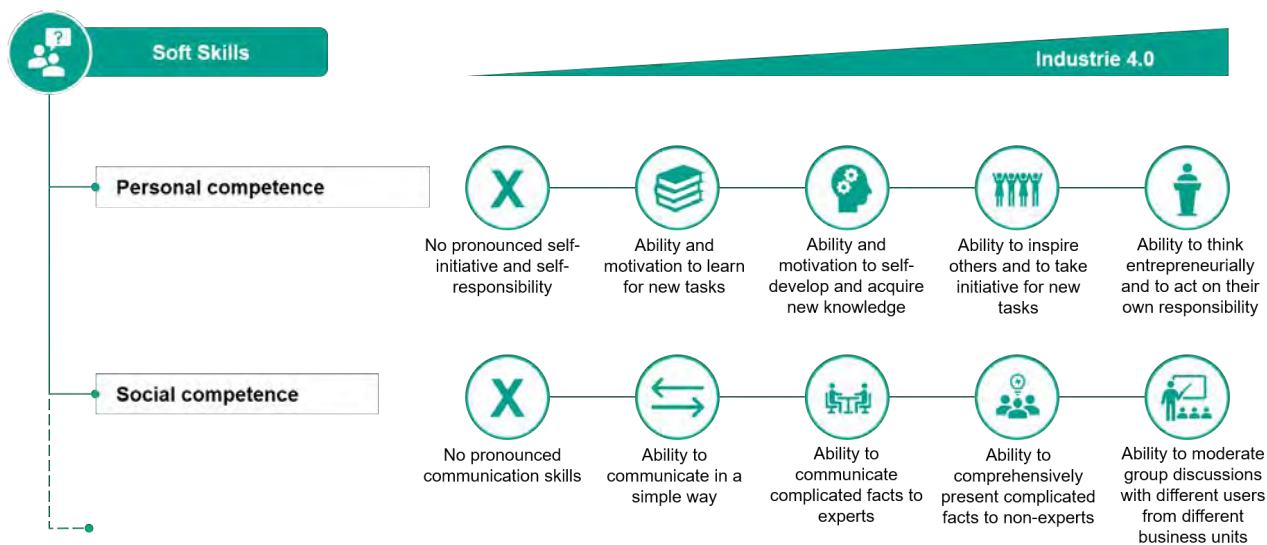 ?
Soft Skills
Industrie 4.0
Personal competence
X
No pronounced self-
initiative and self-
responsibility
Ability and
motivation to learn
for new tasks
Ability and
motivation to self-
develop and acquire
new knowledge
Ability to inspire
others and to take
initiative for new
tasks
Ability to think
entrepreneurially
and to act on their
own responsibility
Social competence
X
No pronounced
communication skills
Ability to
communicate in a
simple way
Ability to
communicate
complicated facts to
experts
Ability to
comprehensively
present complicated
facts to non-experts
Ability to moderate
group discussions
with different users
from different
business units